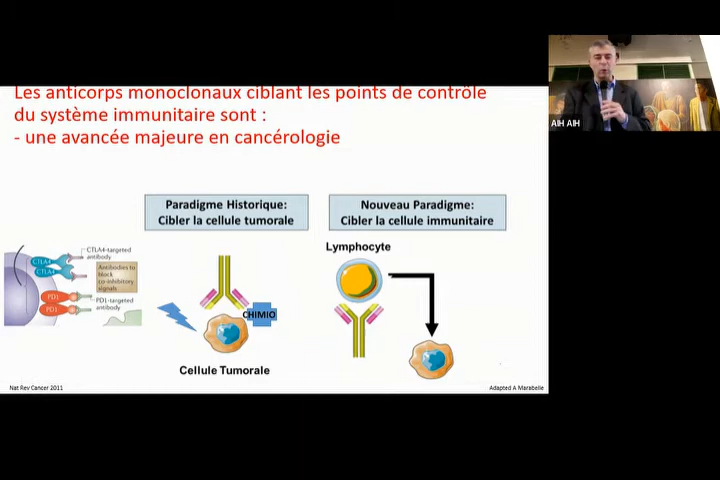 Les anticorps monoclonaux ciblant les points de contrôle
du système immunitaire sont :
- une avancée majeure en cancérologie
AIH AIH
Paradigme Historique:
Cibler la cellule tumorale
Nouveau Paradigme:
Cibler la cellule immunitaire
Lymphocyte
CTLA4-targeted
antibody
CTLA4
CTLA4
Antibodies to
block
co-inhibitory
signals
PD1
PD1
PD1-targeted
antibody
CHIMIO
Cellule Tumorale
Nat Rev Cancer 2011
Adapted A Marabelle